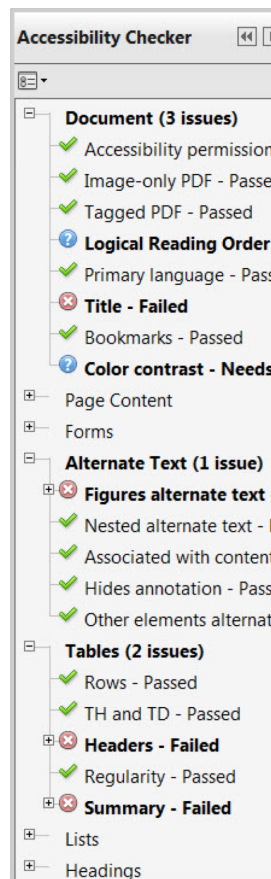 Accessibility Checker
Document (3 issues)
Accessibility permission
Image-only PDF - Passe
Tagged PDF - Passed
Logical Reading Order
Primary language - Pass
Title - Failed
Bookmarks - Passed
Color contrast - Needs
Page Content
Forms
Alternate Text (1 issue)
Figures alternate text -
Nested alternate text -
Associated with content
Hides annotation - Pass
Other elements alternat
Tables (2 issues)
Rows - Passed
TH and TD - Passed
Headers - Failed
Regularity - Passed
Summary - Failed
Lists
Headings